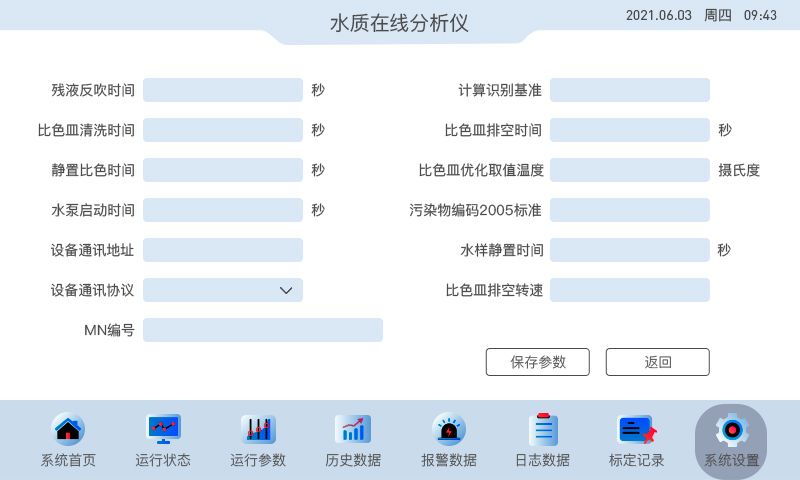 水质在线分析仪
2021.06.03 周四 09:43
残液反吹时间 秒 计算识别基准
比色皿清洗时间 秒 比色皿排空时间 秒
静置比色时间 秒 比色皿优化取值温度 摄氏度
水泵启动时间 秒 污染物编码2005标准
设备通讯地址 水样静置时间 秒
设备通讯协议 比色皿排空转速
MN编号
保存参数 返回
系统首页 运行状态 运行参数 历史数据 报警数据 日志数据 标定记录 系统设置